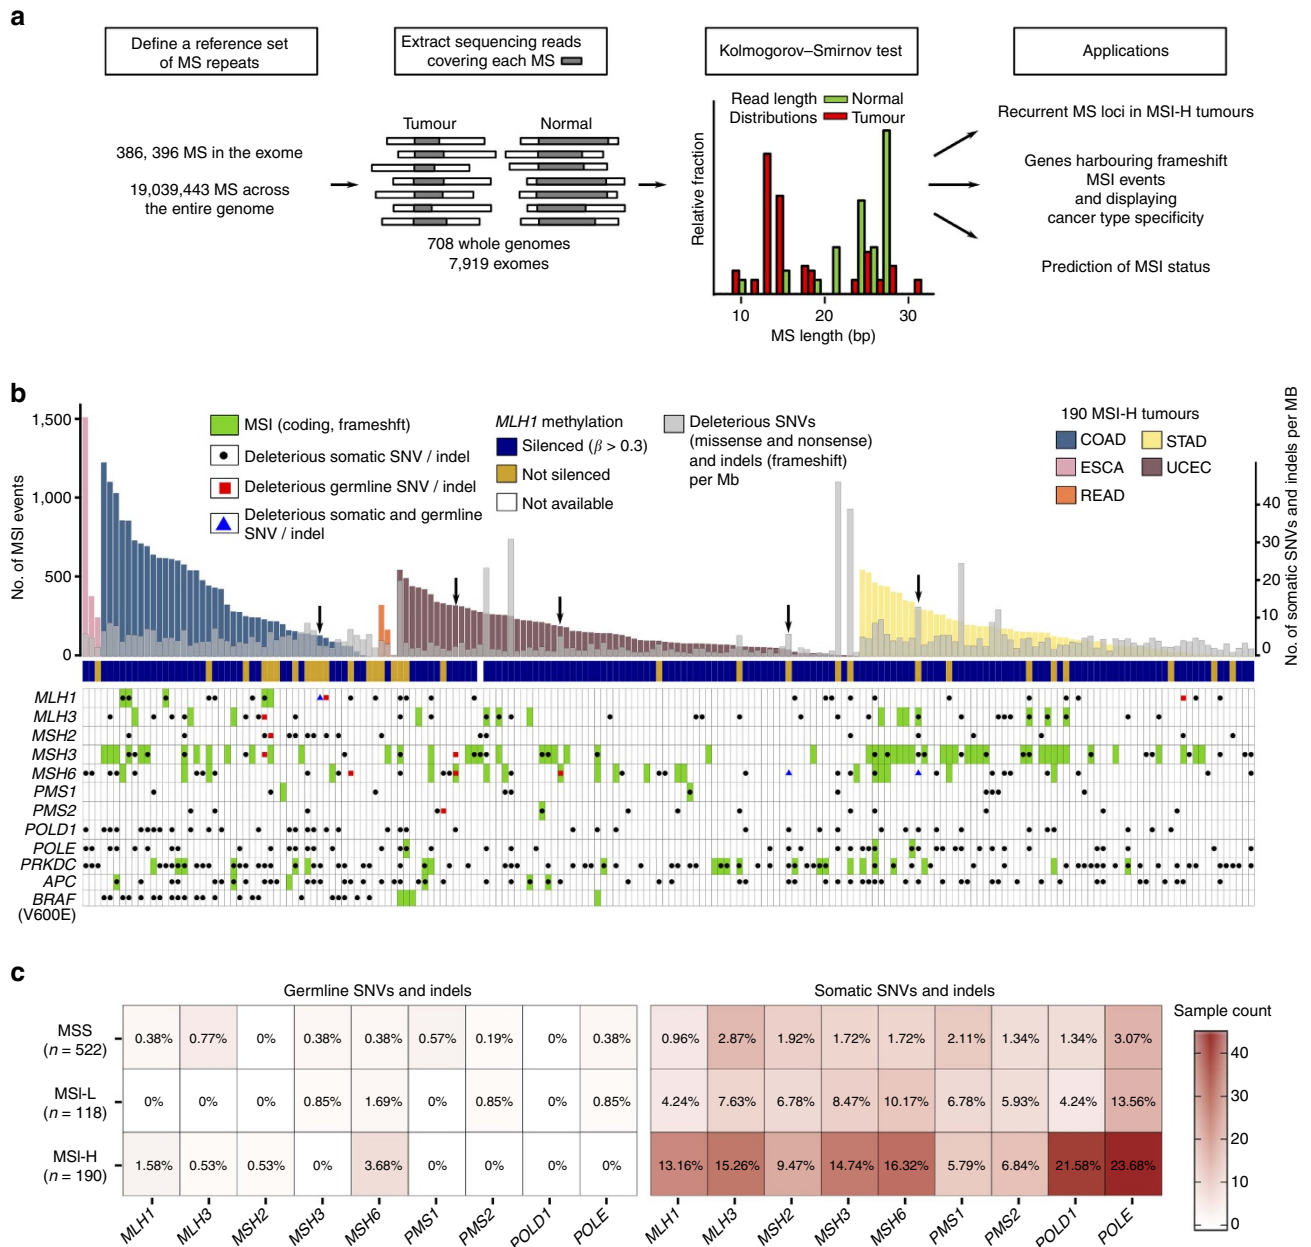 a
Define a reference set
of MS repeats
Extract sequencing reads
covering each MS
Kolmogorov–Smirnov test
Applications
386, 396 MS in the exome
19,039,443 MS across
the entire genome
Tumour
Normal
708 whole genomes
7,919 exomes
Read length
Distributions
Normal
Tumour
Relative fraction
10
20
30
MS length (bp)
Recurrent MS loci in MSI-H tumours
Genes harbouring frameshift
MSI events
and displaying
cancer type specificity
Prediction of MSI status
b
No. of MSI events
1,500
1,000
500
0
MSI (coding, frameshft)
Deleterious somatic SNV / indel
Deleterious germline SNV / indel
Deleterious somatic and germline
SNV / indel
MLH1 methylation
Silenced (β > 0.3)
Not silenced
Not available
Deleterious SNVs
(missense and nonsense)
and indels (frameshift)
per Mb
190 MSI-H tumours
COAD
STAD
ESCA
UCEC
READ
40
30
20
10
0
No. of somatic SNVs and indels per MB
MLH1
MLH3
MSH2
MSH3
MSH6
PMS1
PMS2
POLD1
POLE
PRKDC
APC
BRAF
(V600E)
c
Germline SNVs and indels
Somatic SNVs and indels
MSS
(n = 522)
0.38% 0.77% 0% 0.38% 0.38% 0.57% 0.19% 0% 0.38%
0.96% 2.87% 1.92% 1.72% 1.72% 2.11% 1.34% 1.34% 3.07%
MSI-L
(n = 118)
0% 0% 0% 0.85% 1.69% 0% 0.85% 0% 0.85%
4.24% 7.63% 6.78% 8.47% 10.17% 6.78% 5.93% 4.24% 13.56%
MSI-H
(n = 190)
1.58% 0.53% 0.53% 0% 3.68% 0% 0% 0% 0%
13.16% 15.26% 9.47% 14.74% 16.32% 5.79% 6.84% 21.58% 23.68%
MLH1 MLH3 MSH2 MSH3 MSH6 PMS1 PMS2 POLD1 POLE
MLH1 MLH3 MSH2 MSH3 MSH6 PMS1 PMS2 POLD1 POLE
Sample count
40
30
20
10
0